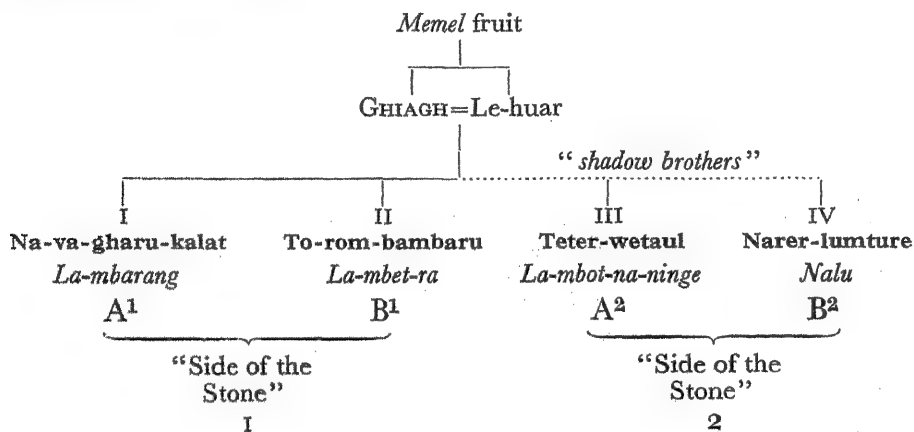 Memel fruit
GHIAGH=Le-huar
"shadow brothers"
I II III IV
Na-va-gharu-kalat To-rom-bambaru Teter-wetaul Narer-lumture
La-mbarang La-mbet-ra La-mbot-na-ninge Nalu
A¹ B¹ A² B²
"Side of the "Side of the
Stone" Stone"
1 2